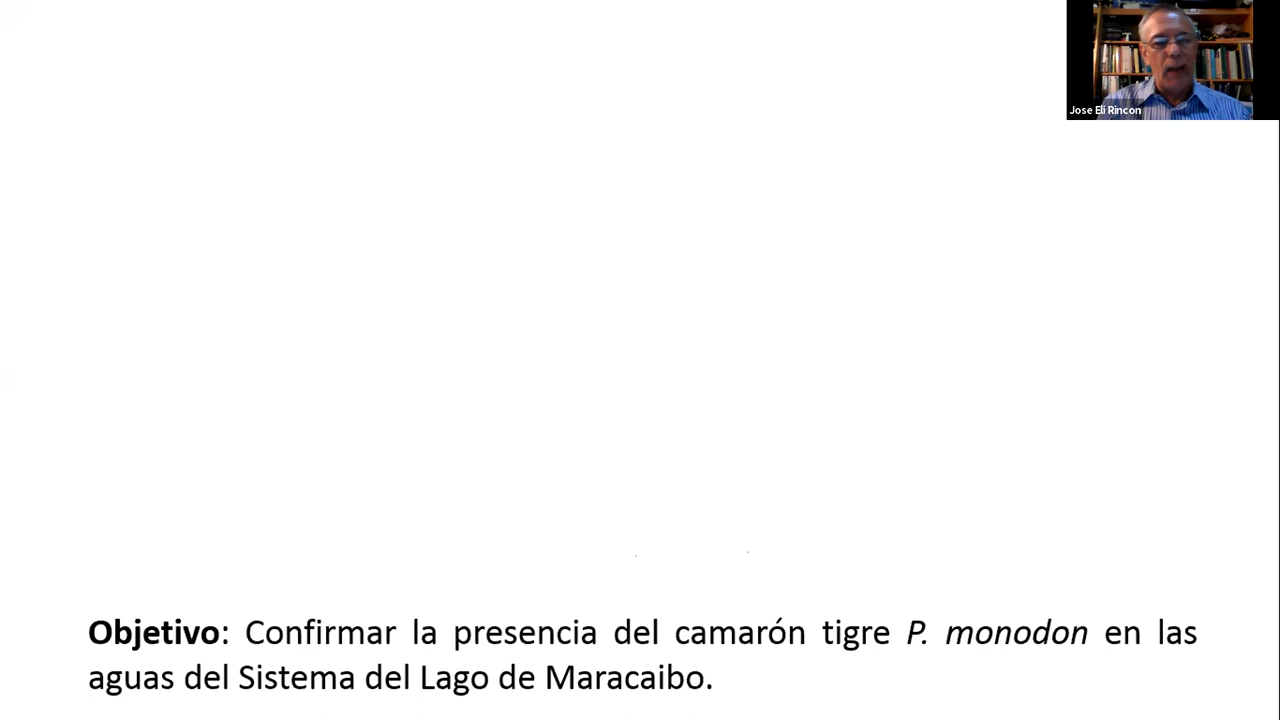 Jose Elí Rincon
Objetivo: Confirmar la presencia del camarón tigre P. monodon en las
aguas del Sistema del Lago de Maracaibo.